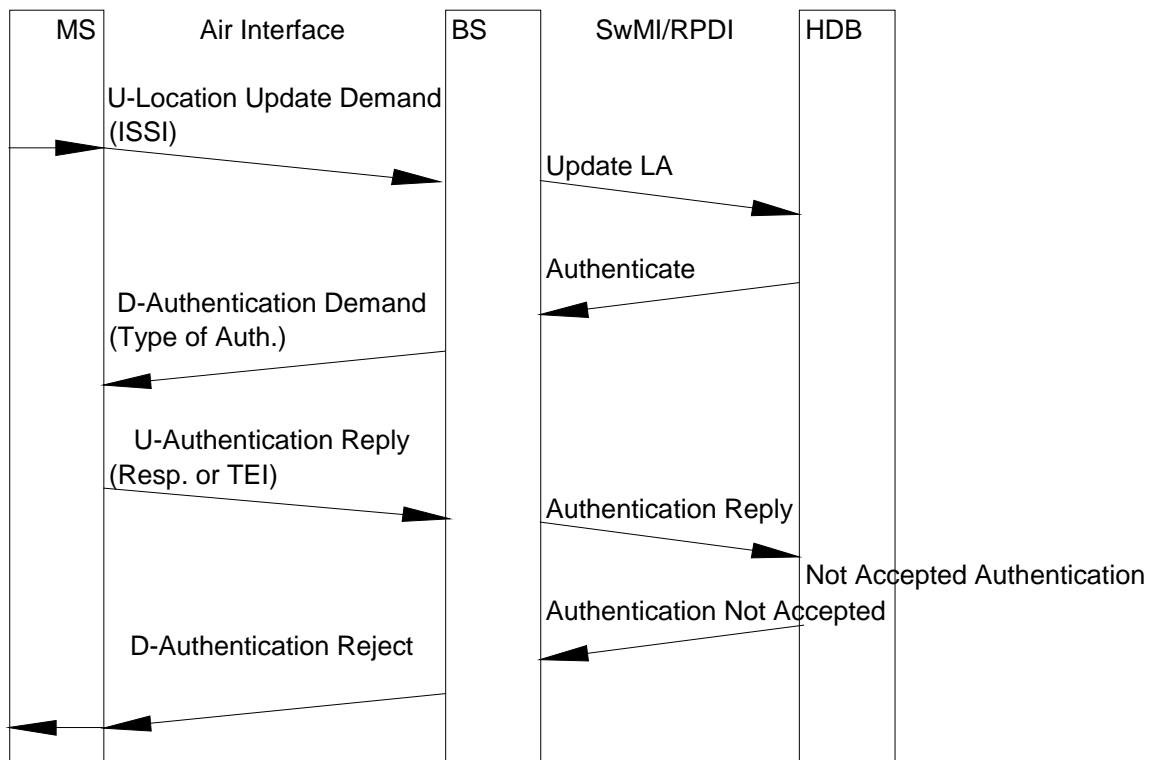 MS
Air Interface
BS
SwMI/RPDI
HDB
U-Location Update Demand
(ISSI)
Update LA
Authenticate
D-Authentication Demand
(Type of Auth.)
U-Authentication Reply
(Resp. or TEI)
Authentication Reply
Not Accepted Authentication
Authentication Not Accepted
D-Authentication Reject